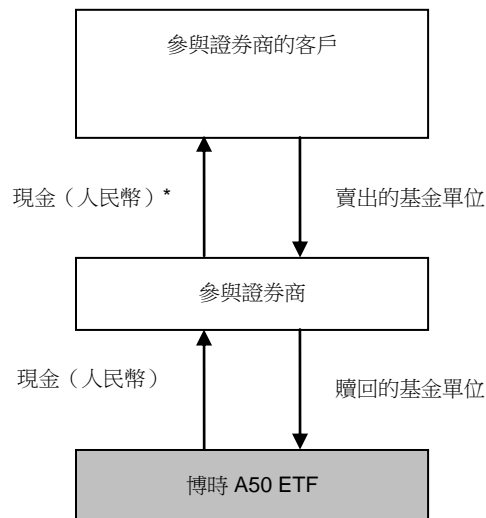 參與證券商的客戶
現金（人民幣）*
賣出的基金單位
參與證券商
現金（人民幣）
贖回的基金單位
博時 A50 ETF